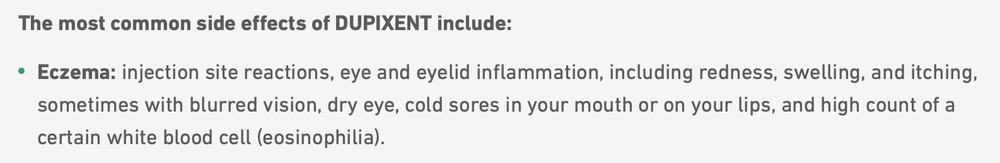 The most common side effects of DUPIXENT include:
• Eczema: injection site reactions, eye and eyelid inflammation, including redness, swelling, and itching,
sometimes with blurred vision, dry eye, cold sores in your mouth or on your lips, and high count of a
certain white blood cell (eosinophilia).